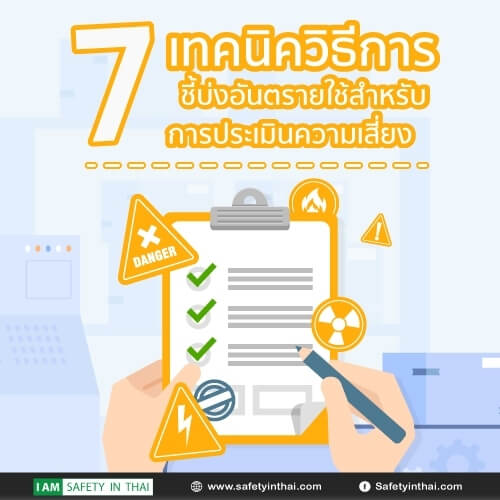 7 เทคนิควิธีการ
ชี้บ่งอันตรายใช้สำหรับ
การประเมินความเสี่ยง
DANGER
I AM SAFETY IN THAI
www.safetyinthai.com
Safetyinthai.com